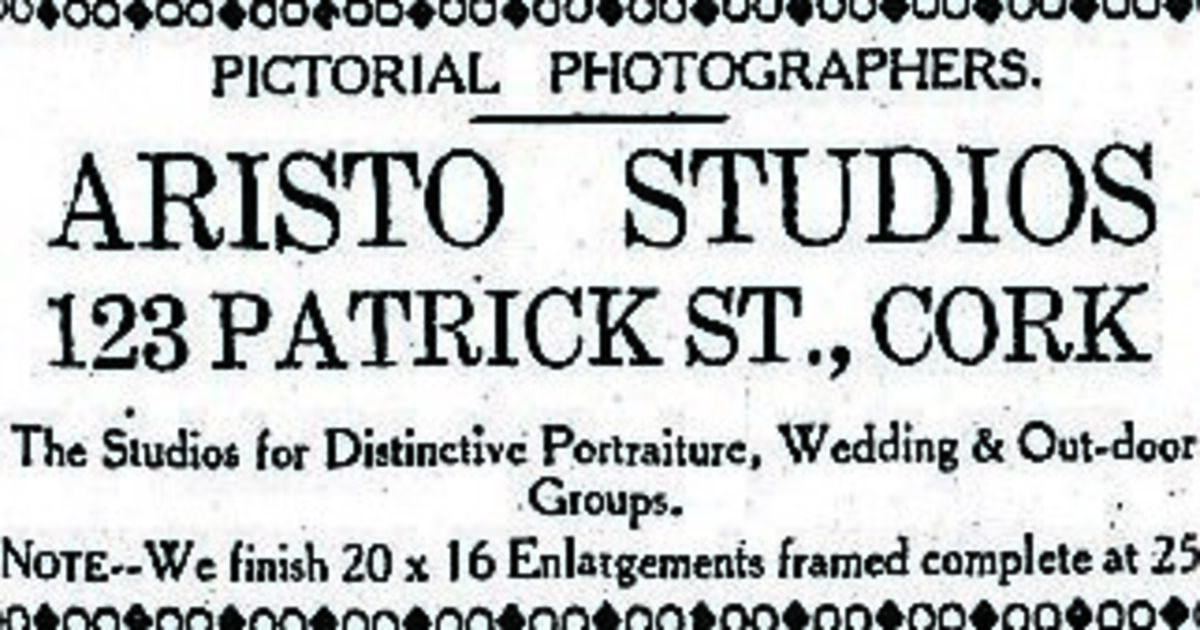 PICTORIAL PHOTOGRAPHERS.
ARISTO STUDIOS
123 PATRICK ST., CORK
The Studios for Distinctive Portraiture, Wedding & Out-door
Groups.
NOTE--We finish 20 x 16 Enlargements framed complete at 25